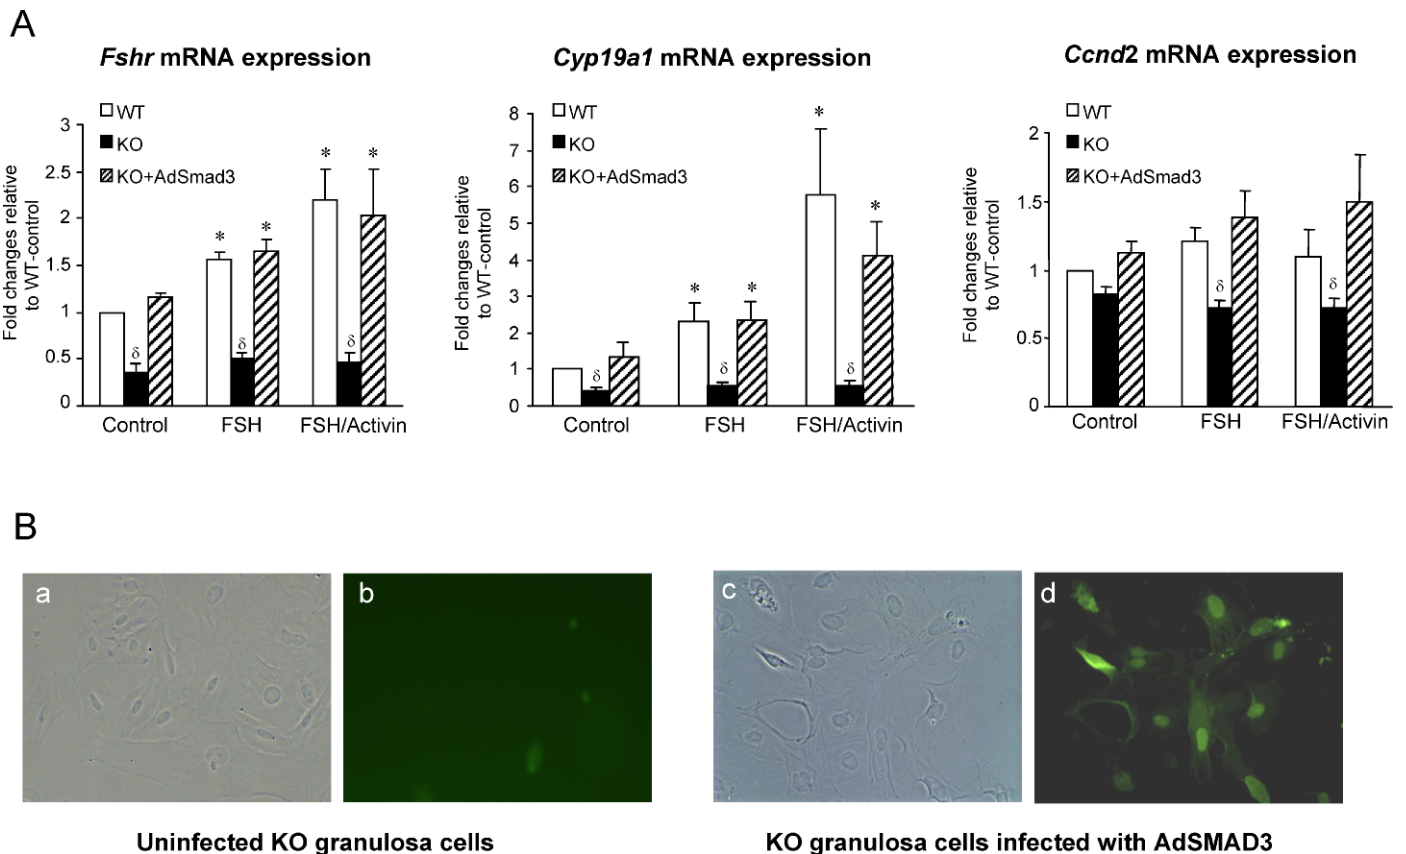 A
Fshr mRNA expression
WT
KO
KO+AdSmad3
Fold changes relative
to WT-control
3
2.5
2
1.5
1
0.5
0
*
*
*
*
δ
δ
δ
Control
FSH
FSH/Activin
Cyp19a1 mRNA expression
WT
KO
KO+AdSmad3
Fold changes relative
to WT-control
8
7
6
5
4
3
2
1
0
*
*
*
*
δ
δ
δ
Control
FSH
FSH/Activin
Ccnd2 mRNA expression
WT
KO
KO+AdSmad3
Fold changes relative
to WT-control
2
1.5
1
0.5
0
δ
δ
Control
FSH
FSH/Activin
B
a
b
c
d
Uninfected KO granulosa cells
KO granulosa cells infected with AdSMAD3